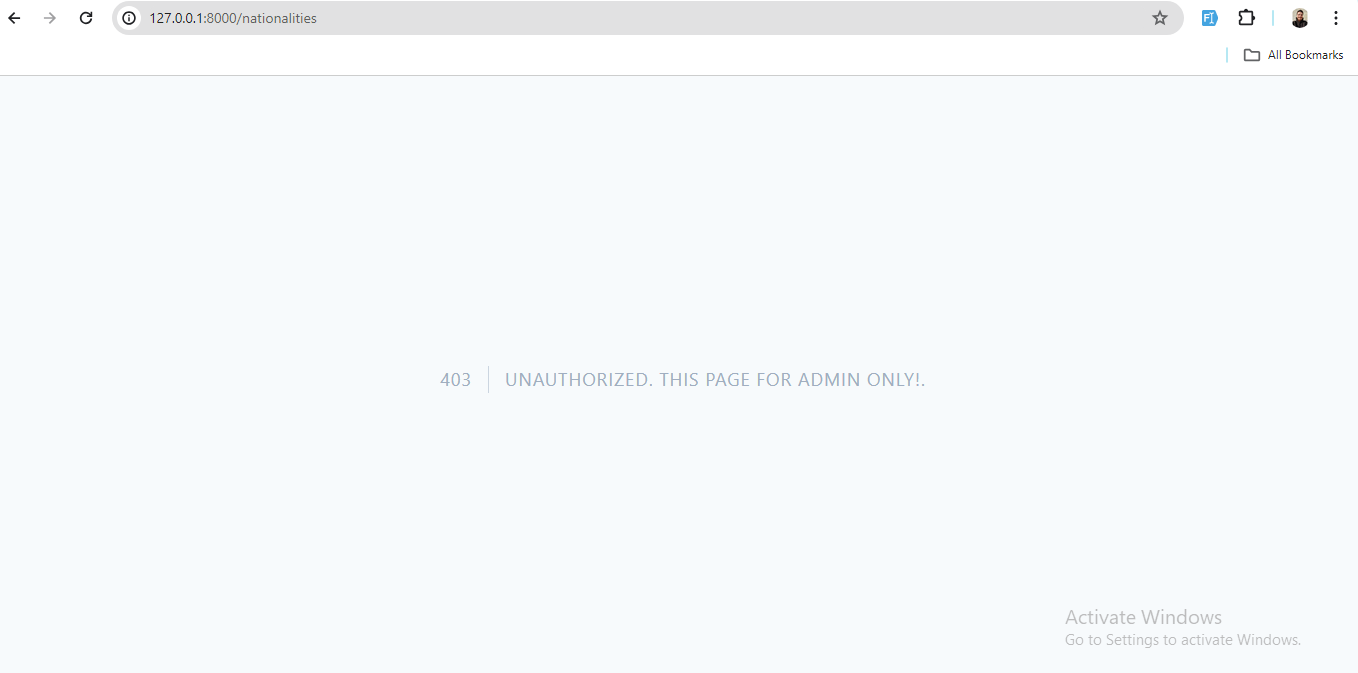 127.0.0.1:8000/nationalities
All Bookmarks
403
UNAUTHORIZED. THIS PAGE FOR ADMIN ONLY!.
Activate Windows
Go to Settings to activate Windows.